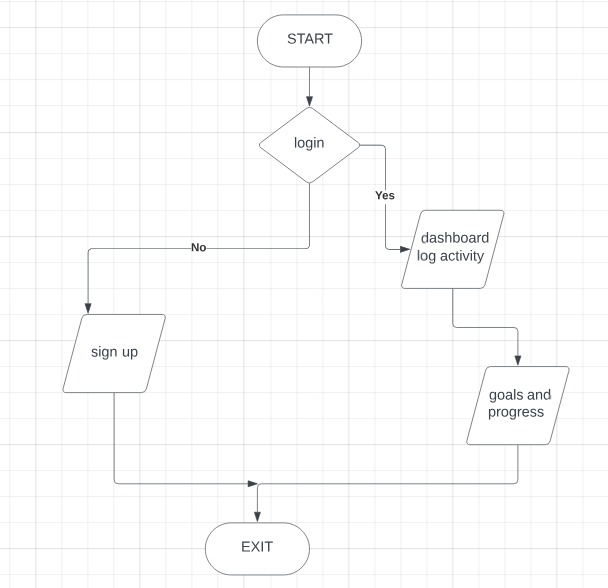 START
login
Yes
dashboard
log activity
No
sign up
goals and
progress
EXIT